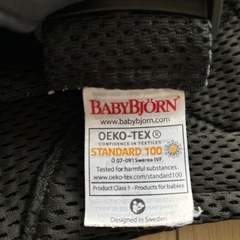 BABYBJÖRN
www.babybjorn.com
OEKO-TEX®
CONFIDENCE IN TEXTILES
STANDARD 100
07-091 Swerea IVF
Tested for harmful substances.
www.oeko-tex.com/standard100
Product Class 1 - Products for babies
Designed in Sweden